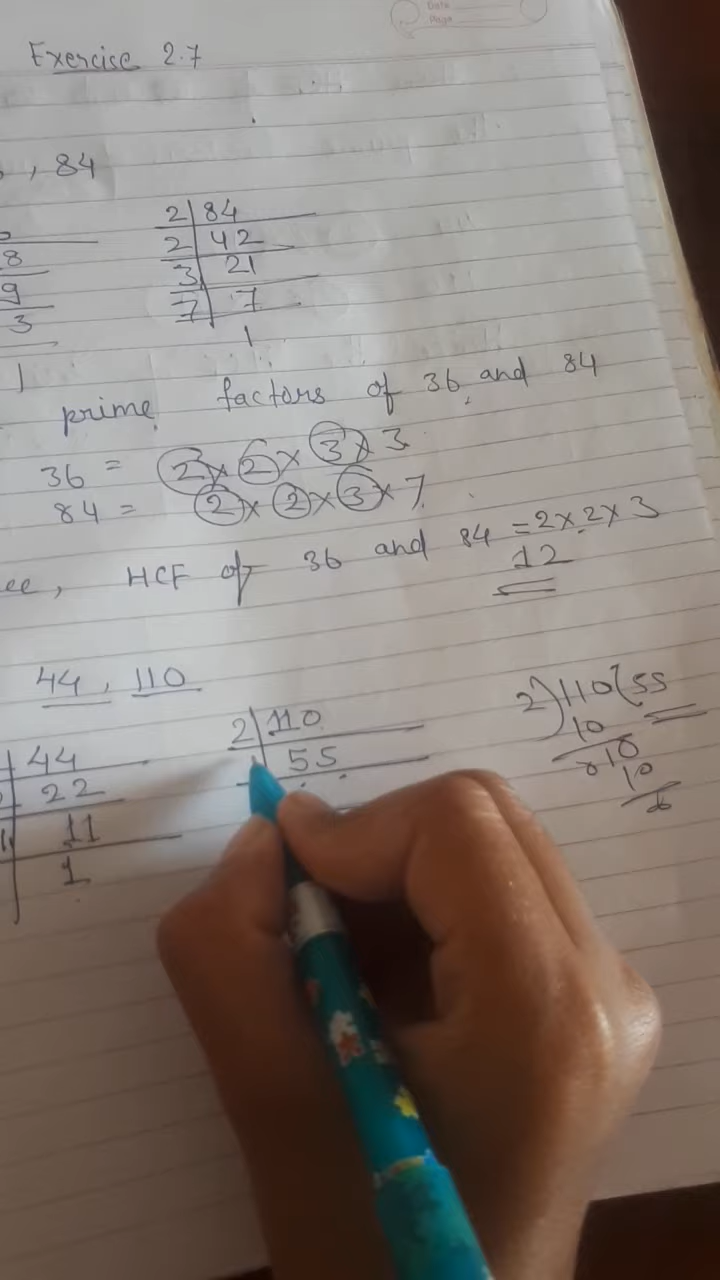 Date
Page
Exercise 2.7
, 84
2 | 84
8 2 | 42
9 3 | 21
3 7 | 7
1 1
prime factors of 36 and 84
36 = 2 x 2 x 3 x 3
84 = 2 x 2 x 3 x 7
HCF of 36 and 84 = 2 x 2 x 3
12
44, 110
2 | 110
2) 110 (55
44
55
10
22
10
10
11
1